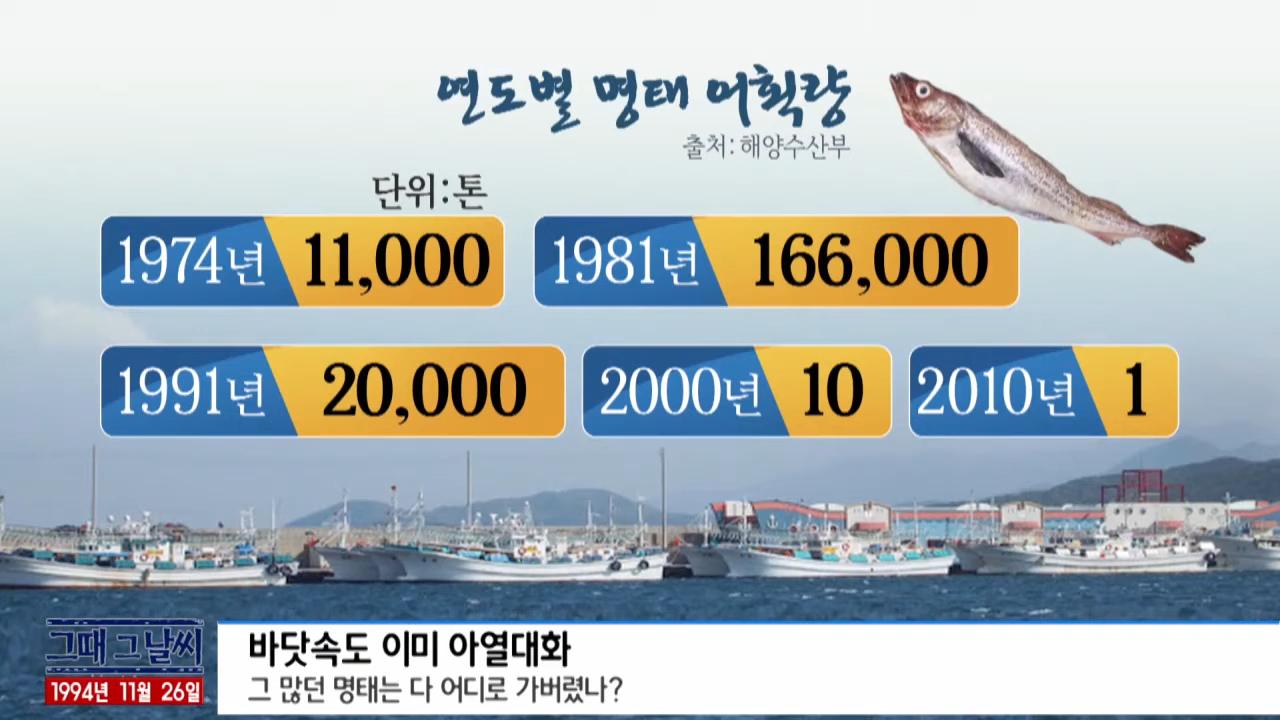 연도별 명태 어획량
출처:해양수산부
단위:톤
1974년 11,000
1981년 166,000
1991년 20,000
2000년 10
2010년 1
그때 그날씨
1994년 11월 26일
바닷속도 이미 아열대화
그 많던 명태는 다 어디로 가버렸나?